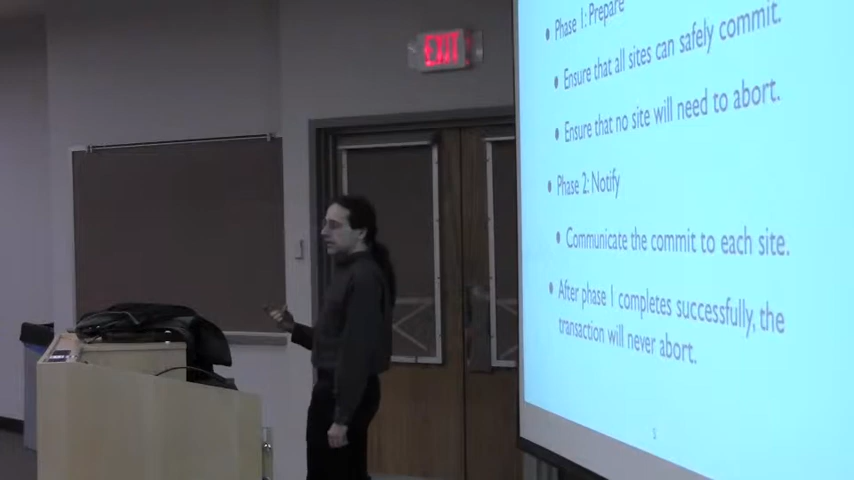 EXIT
• Phase 1: Prepare
• Ensure that all sites can safely commit.
• Ensure that no site will need to abort.
• Phase 2: Notify
• Communicate the commit to each site.
• After phase 1 completes successfully, the
transaction will never abort.
5